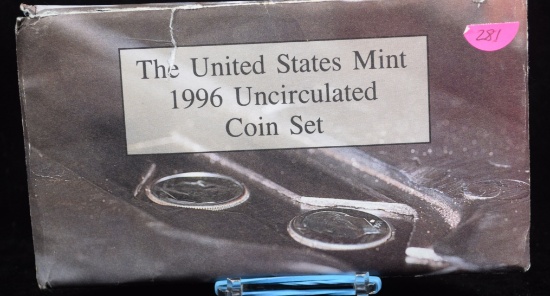 281
The United States Mint
1996 Uncirculated
Coin Set